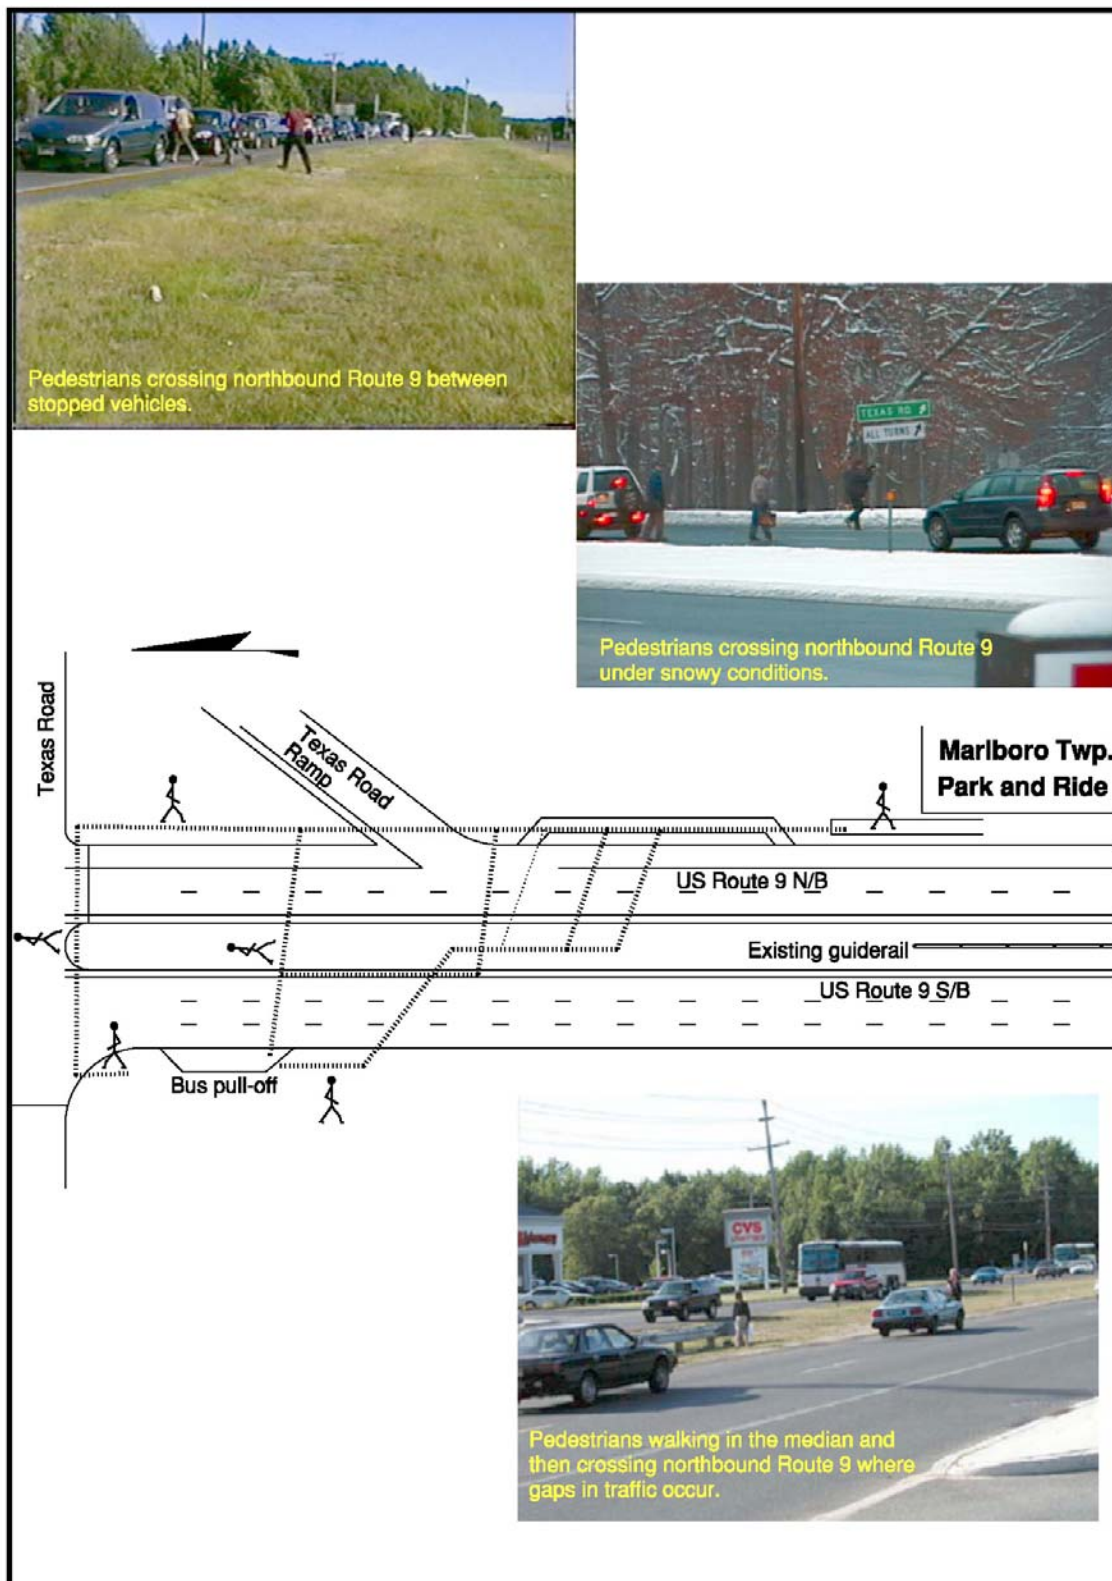 Pedestrians crossing northbound Route 9 between
stopped vehicles.
TEXAS RD
ALL TURNS
Pedestrians crossing northbound Route 9
under snowy conditions.
Texas Road
Texas Road
Ramp
Marlboro Twp.
Park and Ride
US Route 9 N/B
Existing guiderail
US Route 9 S/B
Bus pull-off
CVS
Pedestrians walking in the median and
then crossing northbound Route 9 where
gaps in traffic occur.